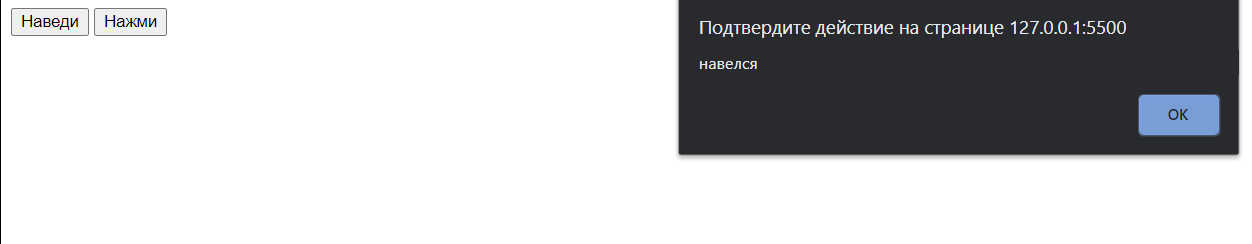 Наведи Нажми
Подтвердите действие на странице 127.0.0.1:5500
навелся
ОК